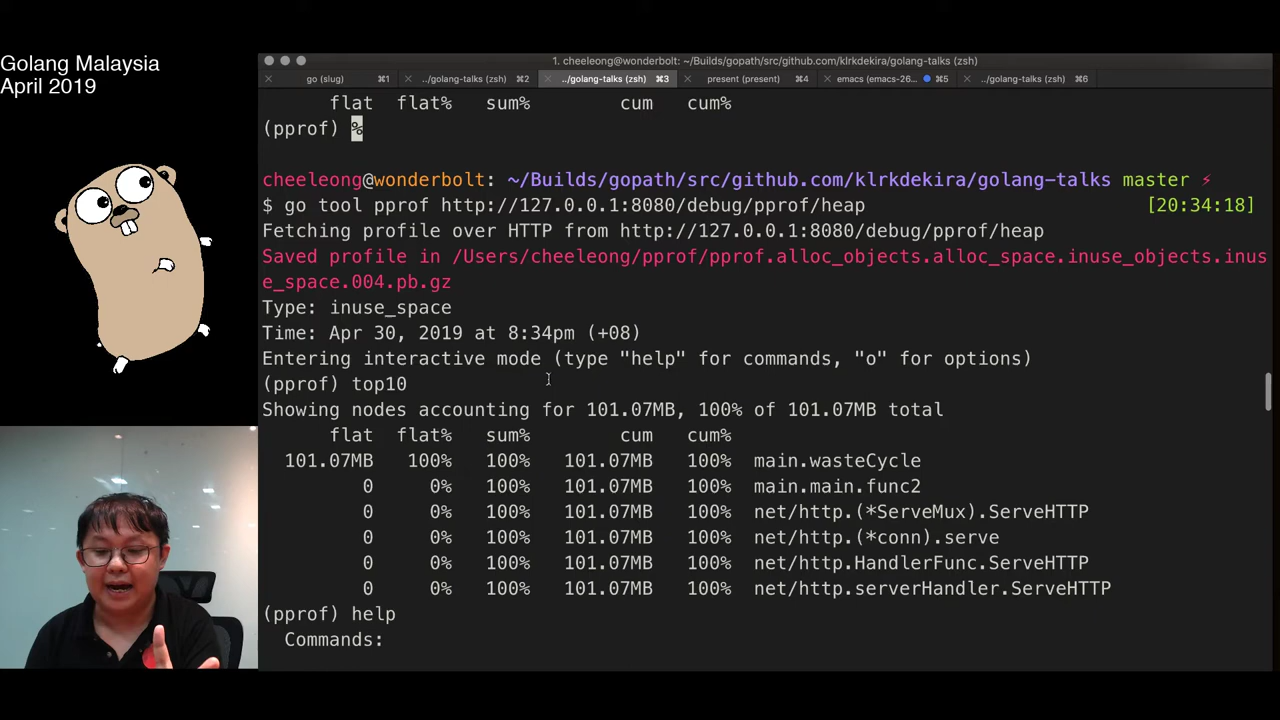 Golang Malaysia
April 2019
1. cheeleong@wonderbolt: ~/Builds/gopath/src/github.com/klrkdekira/golang-talks (zsh)
go (slug) ⌘1 ../golang-talks (zsh) ⌘2 ../golang-talks (zsh) ⌘3 present (present) ⌘4 emacs (emacs-26... ⌘5 ../golang-talks (zsh) ⌘6
flat flat% sum% cum cum%
(pprof) %
cheeleong@wonderbolt: ~/Builds/gopath/src/github.com/klrkdekira/golang-talks master ⚡
$ go tool pprof http://127.0.0.1:8080/debug/pprof/heap [20:34:18]
Fetching profile over HTTP from http://127.0.0.1:8080/debug/pprof/heap
Saved profile in /Users/cheeleong/pprof/pprof.alloc_objects.alloc_space.inuse_objects.inus
e_space.004.pb.gz
Type: inuse_space
Time: Apr 30, 2019 at 8:34pm (+08)
Entering interactive mode (type "help" for commands, "o" for options)
(pprof) top10
Showing nodes accounting for 101.07MB, 100% of 101.07MB total
flat flat% sum% cum cum%
101.07MB 100% 100% 101.07MB 100% main.wasteCycle
0 0% 100% 101.07MB 100% main.main.func2
0 0% 100% 101.07MB 100% net/http.(*ServeMux).ServeHTTP
0 0% 100% 101.07MB 100% net/http.(*conn).serve
0 0% 100% 101.07MB 100% net/http.HandlerFunc.ServeHTTP
0 0% 100% 101.07MB 100% net/http.serverHandler.ServeHTTP
(pprof) help
Commands: